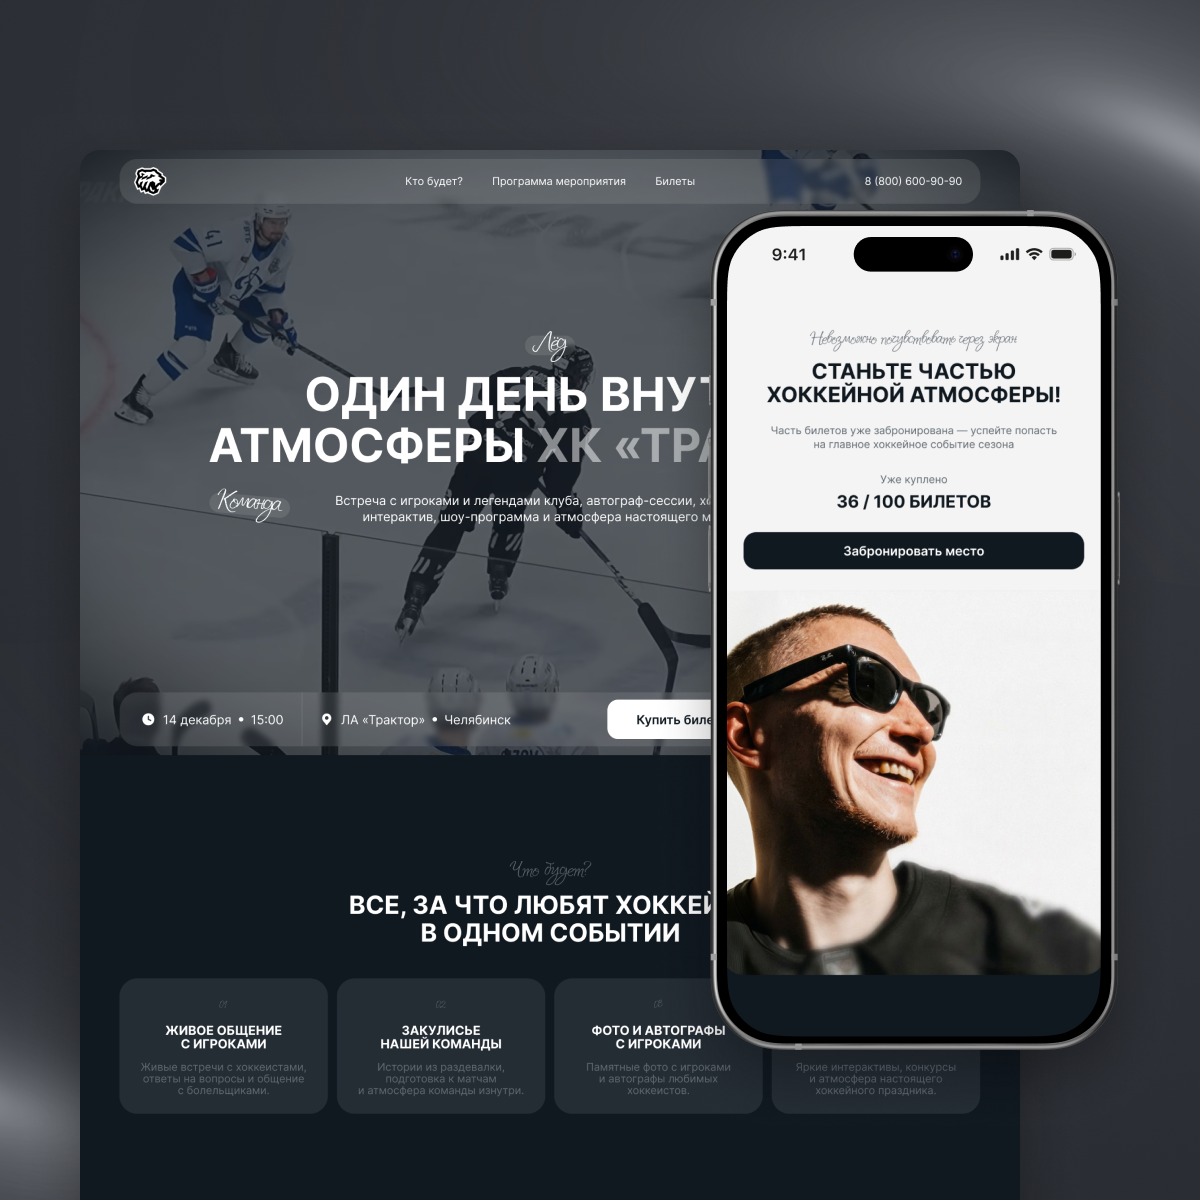 Кто будет?
Программа мероприятия
Билеты
8 (800) 600-90-90
41
Лёд
ОДИН ДЕНЬ ВНУТ
АТМОСФЕРЫ ХК «ТРА
Команда
Встреча с игроками и легендами клуба, автограф-сессии,
интерактив, шоу-программа и атмосфера настоящего
14 декабря • 15:00
ЛА «Трактор» • Челябинск
Купить биле
Что будет?
ВСЕ, ЗА ЧТО ЛЮБЯТ ХОККЕЙ
В ОДНОМ СОБЫТИИ
01
ЖИВОЕ ОБЩЕНИЕ
С ИГРОКАМИ
Живые встречи с хоккеистами,
ответы на вопросы и общение
с болельщиками.
02
ЗАКУЛИСЬЕ
НАШЕЙ КОМАНДЫ
Истории из раздевалки,
подготовка к матчам
и атмосфера команды изнутри.
03
ФОТО И АВТОГРАФЫ
С ИГРОКАМИ
Памятные фото с игроками
и автографы любимых
хоккеистов.
Яркие интерактивы, конкурсы
и атмосфера настоящего
хоккейного праздника.
9:41
Невозможно почувствовать через экран
СТАНЬТЕ ЧАСТЬЮ
ХОККЕЙНОЙ АТМОСФЕРЫ!
Часть билетов уже забронирована — успейте попасть
на главное хоккейное событие сезона
Уже куплено
36 / 100 БИЛЕТОВ
Забронировать место